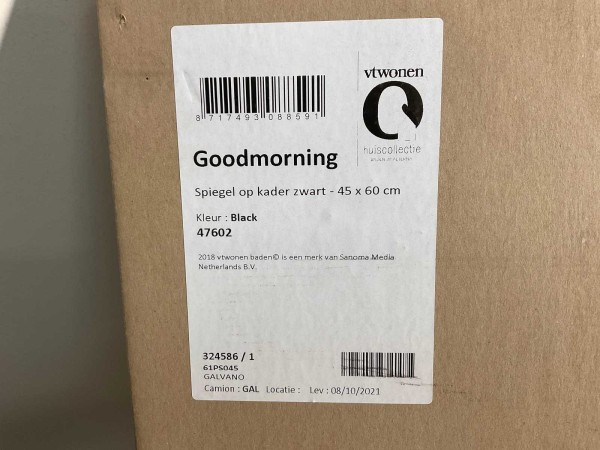 vtwonen
8 717493 088591
huiscollectie
Goodmorning
Spiegel op kader zwart - 45 x 60 cm
Kleur : Black
47602
2018 vtwonen baden© is een merk van Sanoma Media
Netherlands B.V.
324586 / 1
61PS045
GALVANO
Camion : GAL Locatie : Lev : 08/10/2021